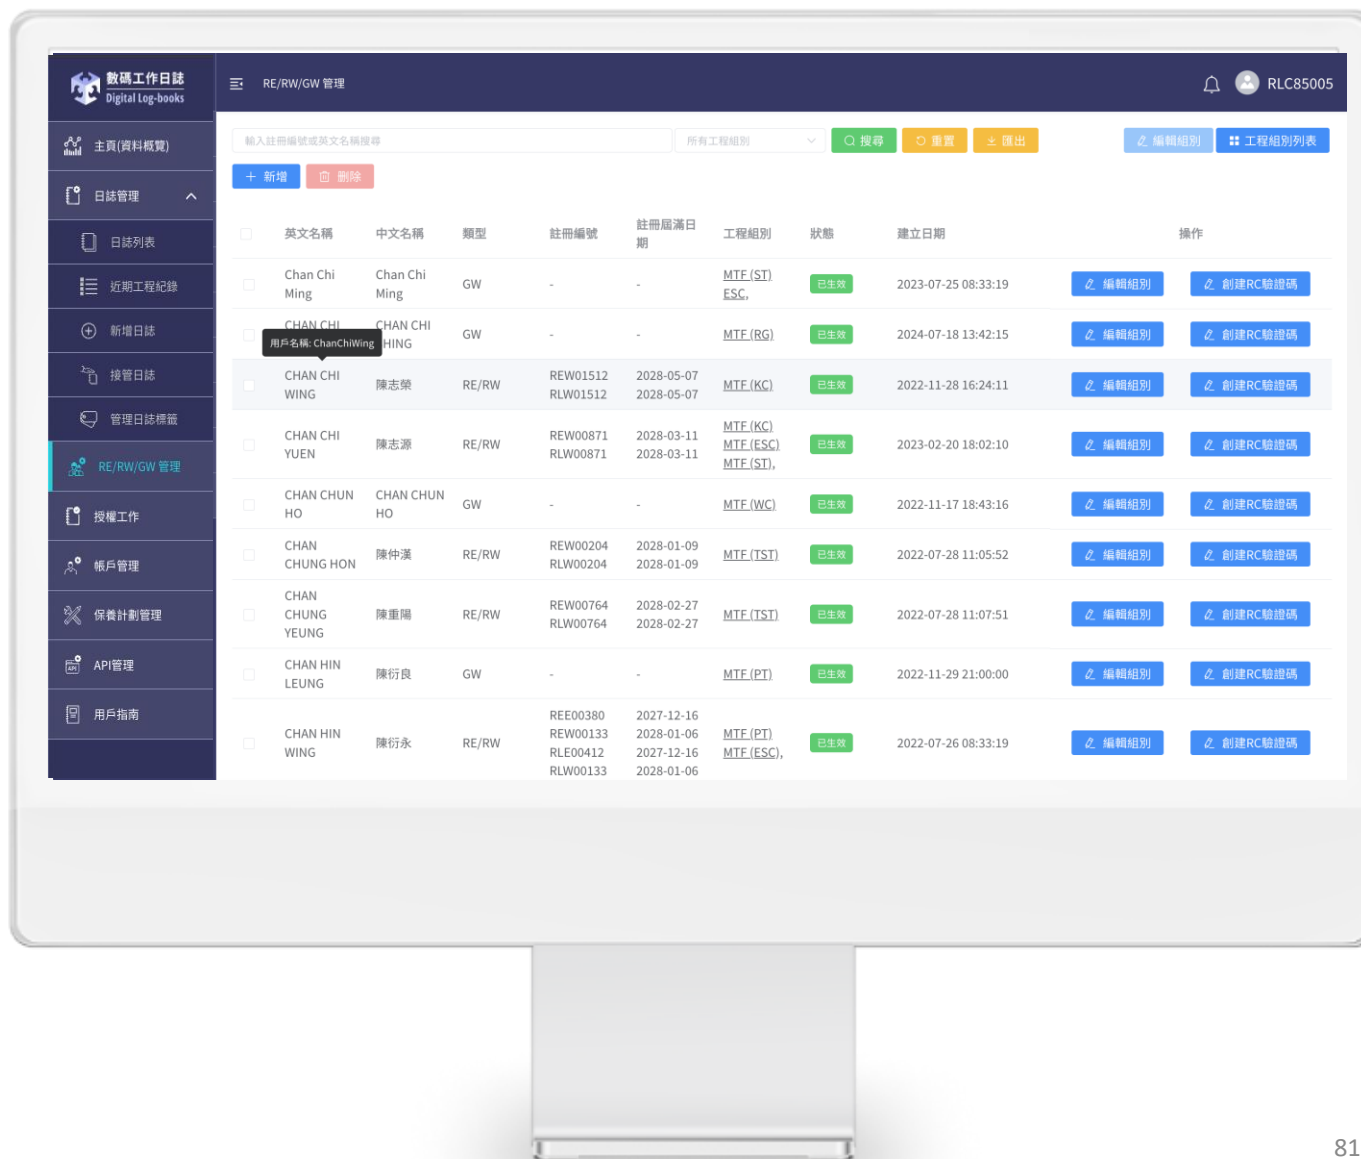 數碼工作日誌
Digital Log-books
RE/RW/GW 管理
RLC85005
主頁(資料概覽)
日誌管理
日誌列表
近期工程紀錄
新增日誌
接管日誌
管理日誌標籤
RE/RW/GW 管理
授權工作
帳戶管理
保養計劃管理
API管理
用戶指南
輸入註冊編號或英文名稱搜尋
所有工程組別
搜尋
重置
匯出
編輯組別
工程組別列表
新增
刪除
英文名稱 中文名稱 類型 註冊編號 註冊屆滿日 工程組別 狀態 建立日期 操作
期
Chan Chi Chan Chi GW - - MTF (ST) 已生效 2023-07-25 08:33:19 編輯組別 創建RC驗證碼
Ming Ming ESC,
CHAN CHI CHAN CHI GW - - MTF (RG) 已生效 2024-07-18 13:42:15 編輯組別 創建RC驗證碼
用戶名稱: ChanChiWing HING
CHAN CHI 陳志榮 RE/RW REW01512 2028-05-07 MTF (KC) 已生效 2022-11-28 16:24:11 編輯組別 創建RC驗證碼
WING RLW01512 2028-05-07
CHAN CHI 陳志源 RE/RW REW00871 2028-03-11 MTF (KC) 已生效 2023-02-20 18:02:10 編輯組別 創建RC驗證碼
YUEN RLW00871 2028-03-11 MTF (ESC)
MTF (ST),
CHAN CHUN CHAN CHUN GW - - MTF (WC) 已生效 2022-11-17 18:43:16 編輯組別 創建RC驗證碼
HO HO
CHAN 陳仲漢 RE/RW REW00204 2028-01-09 MTF (TST) 已生效 2022-07-28 11:05:52 編輯組別 創建RC驗證碼
CHUNG HON RLW00204 2028-01-09
CHAN
CHUNG 陳重陽 RE/RW REW00764 2028-02-27 MTF (TST) 已生效 2022-07-28 11:07:51 編輯組別 創建RC驗證碼
YEUNG RLW00764 2028-02-27
CHAN HIN 陳衍良 GW - - MTF (PT) 已生效 2022-11-29 21:00:00 編輯組別 創建RC驗證碼
LEUNG
REE00380 2027-12-16
CHAN HIN 陳衍永 RE/RW REW00133 2028-01-06 MTF (PT) 已生效 2022-07-26 08:33:19 編輯組別 創建RC驗證碼
WING RLE00412 2027-12-16 MTF (ESC),
RLW00133 2028-01-06
81